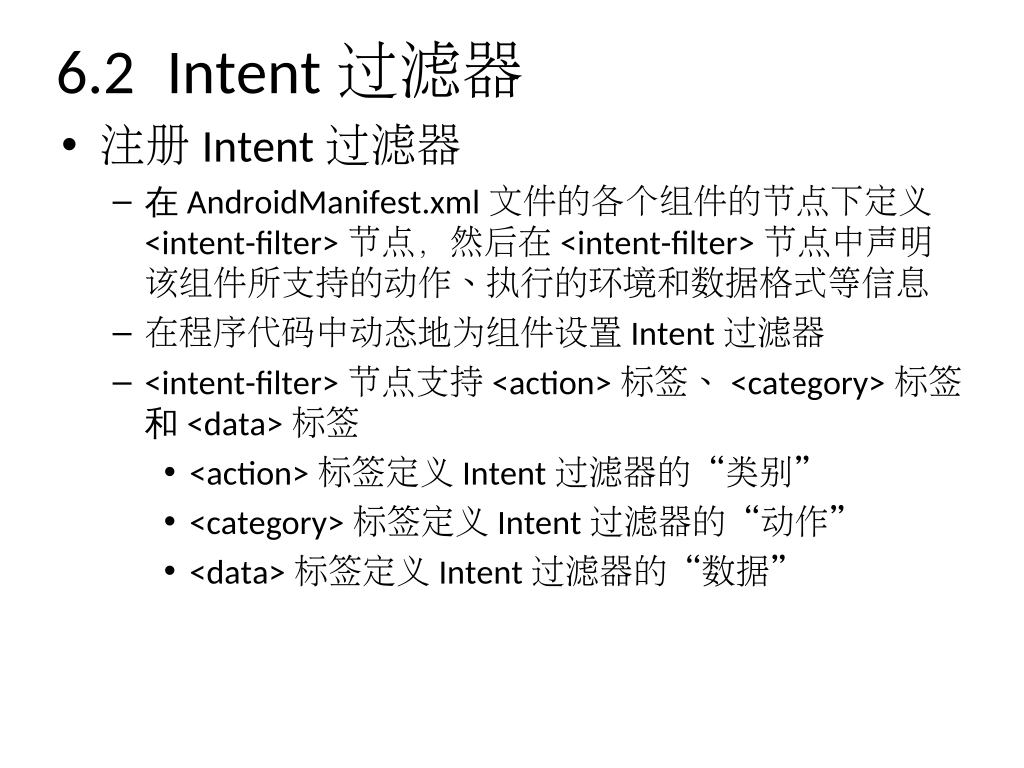 6.2 Intent 过滤器
• 注册 Intent 过滤器
– 在 AndroidManifest.xml 文件的各个组件的节点下定义
<intent-filter> 节点，然后在 <intent-filter> 节点中声明
该组件所支持的动作、执行的环境和数据格式等信息
– 在程序代码中动态地为组件设置 Intent 过滤器
– <intent-filter> 节点支持 <action> 标签、 <category> 标签
和 <data> 标签
• <action> 标签定义 Intent 过滤器的“类别”
• <category> 标签定义 Intent 过滤器的“动作”
• <data> 标签定义 Intent 过滤器的“数据”